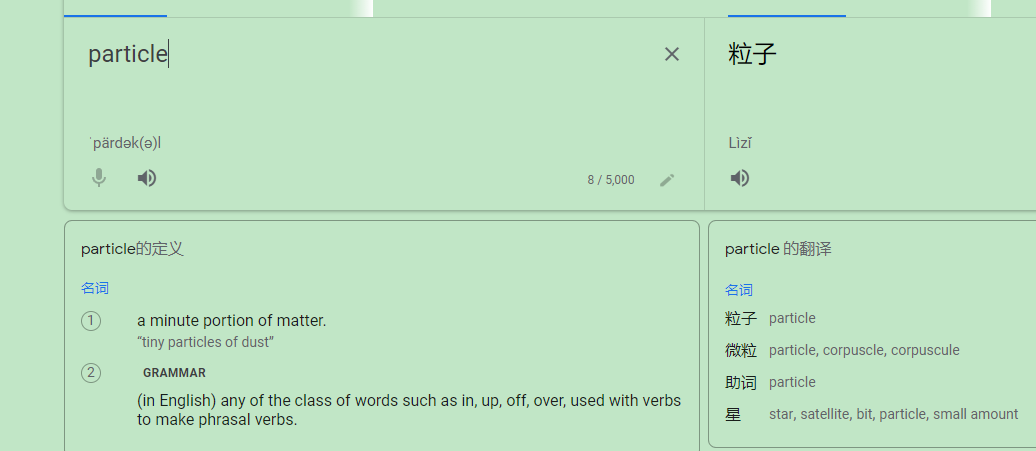 particle
粒子
ˈpärdək(ə)l
Lìzǐ
8 / 5,000
particle的定义
名词
1 a minute portion of matter.
“tiny particles of dust”
2 GRAMMAR
(in English) any of the class of words such as in, up, off, over, used with verbs
to make phrasal verbs.
particle 的翻译
名词
粒子 particle
微粒 particle, corpuscle, corpuscule
助词 particle
星 star, satellite, bit, particle, small amount